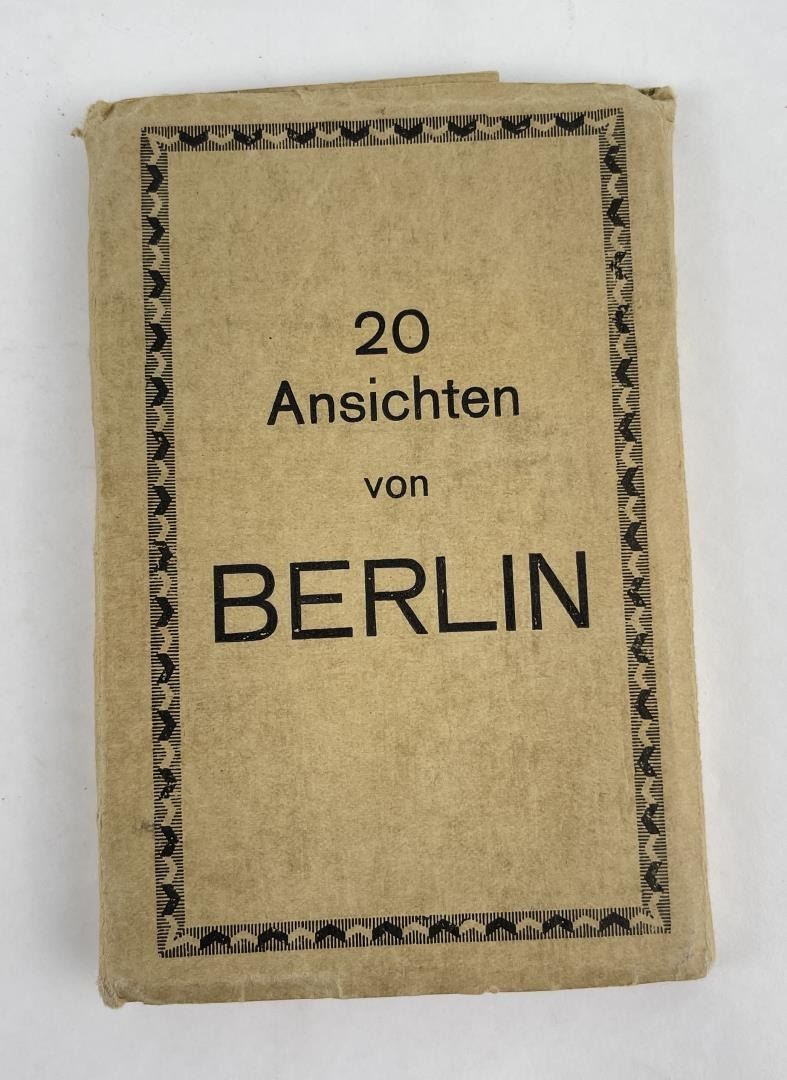 20
Ansichten
von
BERLIN